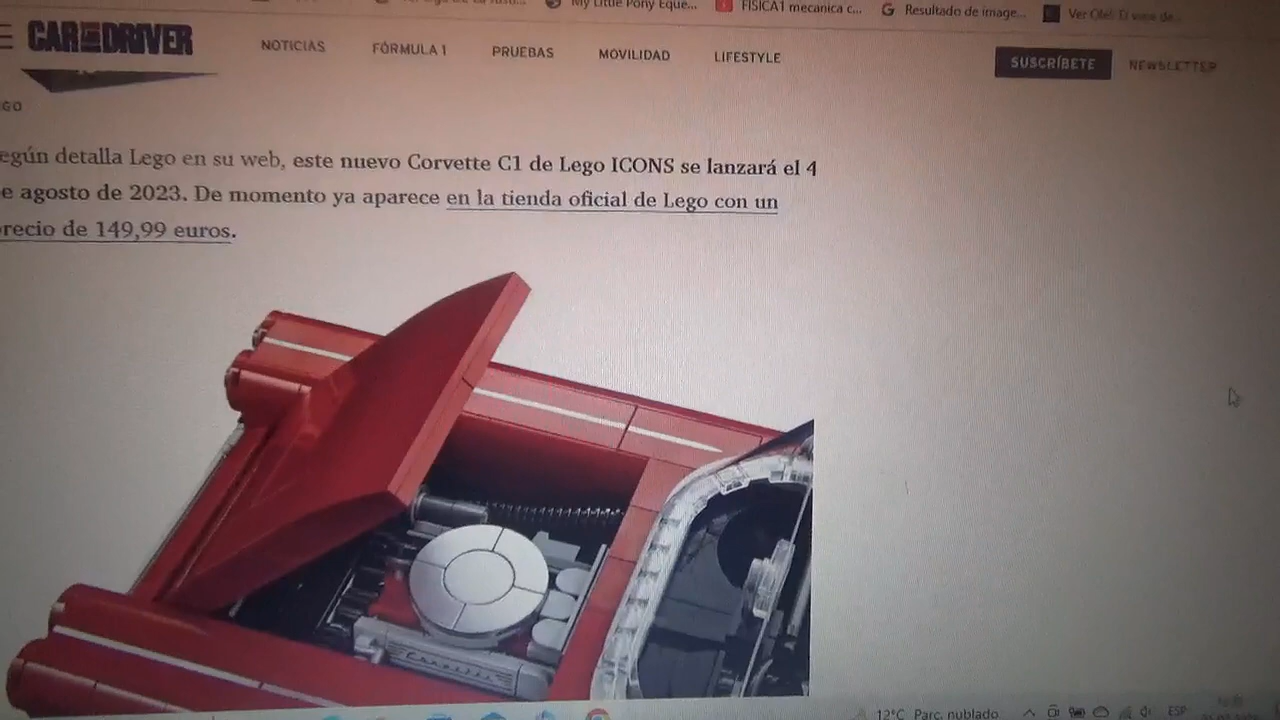 My Little Pony Eque...
FISICA1 mecanica c...
G Resultado de image...
CAR AND DRIVER
NOTICIAS
FÓRMULA 1
PRUEBAS
MOVILIDAD
LIFESTYLE
SUSCRÍBETE
NEWSLETTER
GO
egún detalla Lego en su web, este nuevo Corvette C1 de Lego ICONS se lanzará el 4
e agosto de 2023. De momento ya aparece en la tienda oficial de Lego con un
recio de 149,99 euros.
Corvette
12°C Parc. nublado
ESP